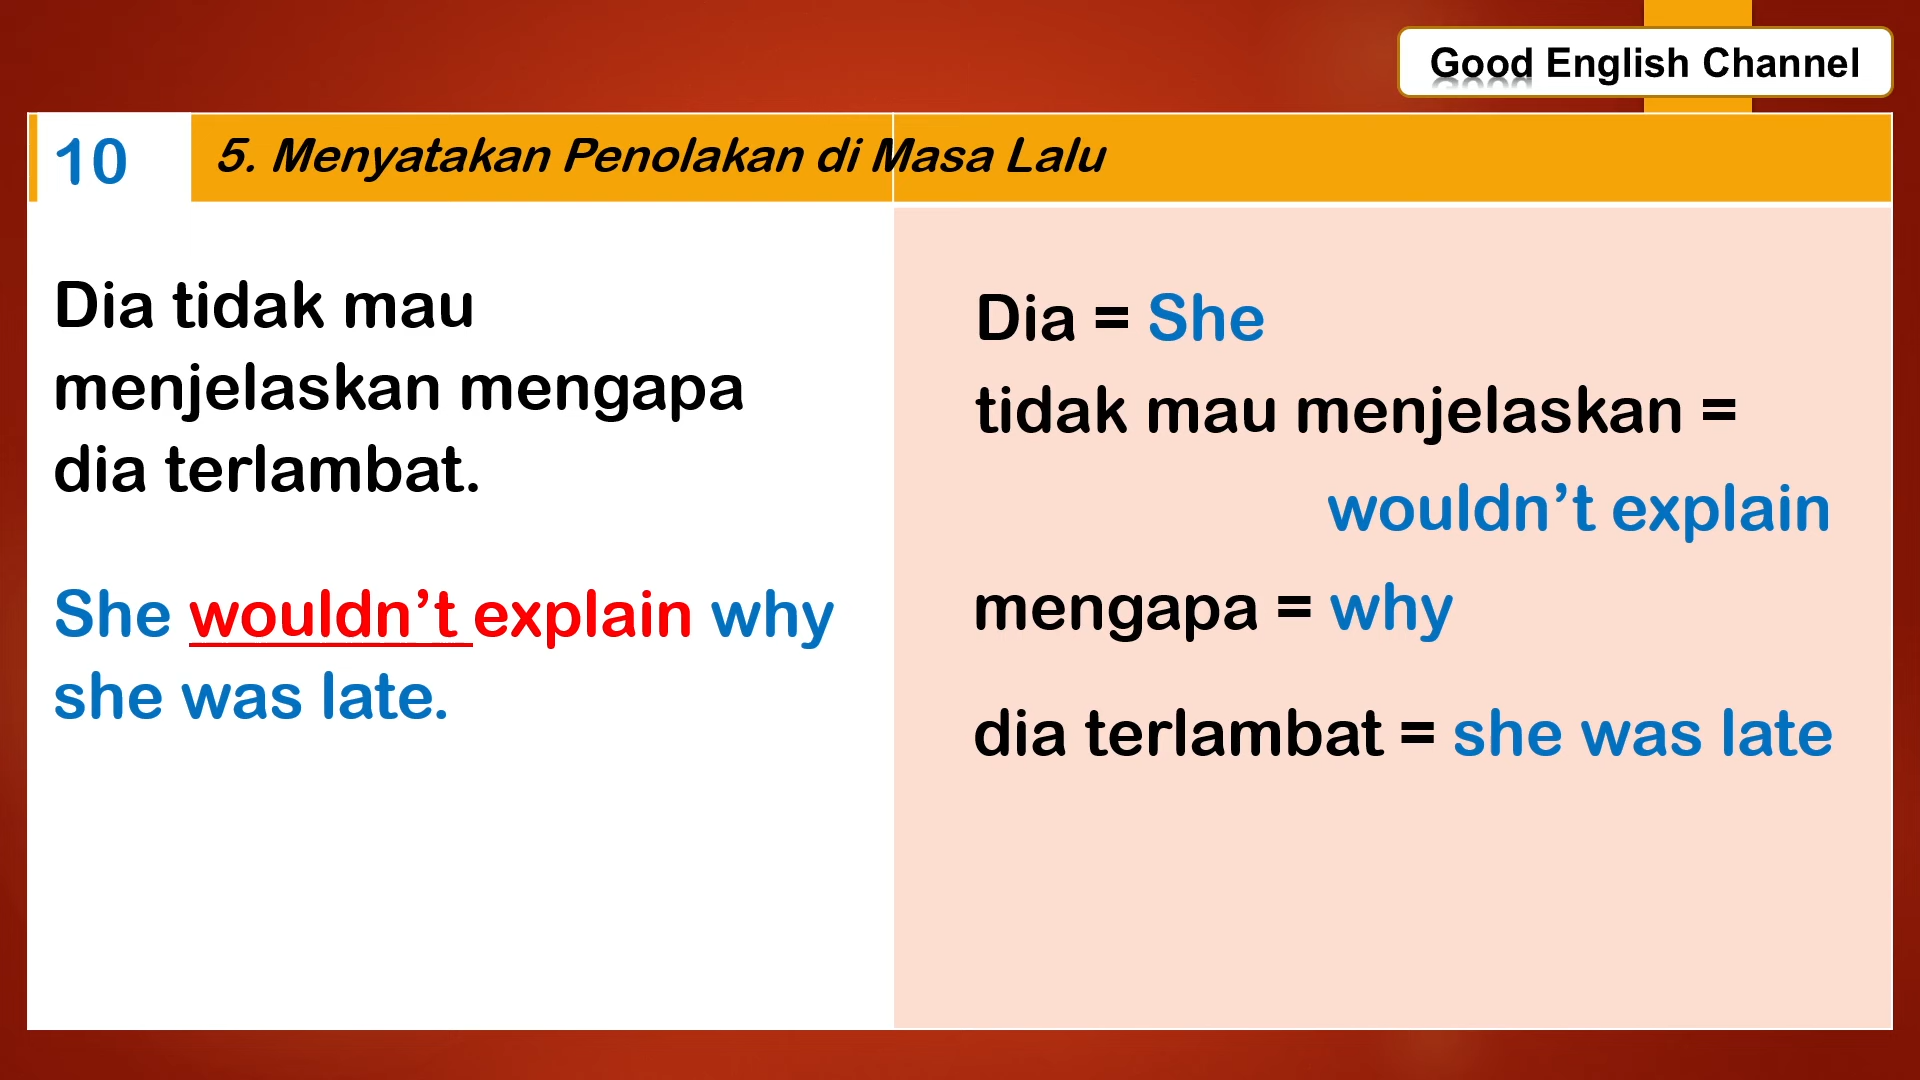 Good English Channel
10
5. Menyatakan Penolakan di Masa Lalu
Dia tidak mau
menjelaskan mengapa
dia terlambat.
She wouldn’t explain why
she was late.
Dia = She
tidak mau menjelaskan =
wouldn’t explain
mengapa = why
dia terlambat = she was late